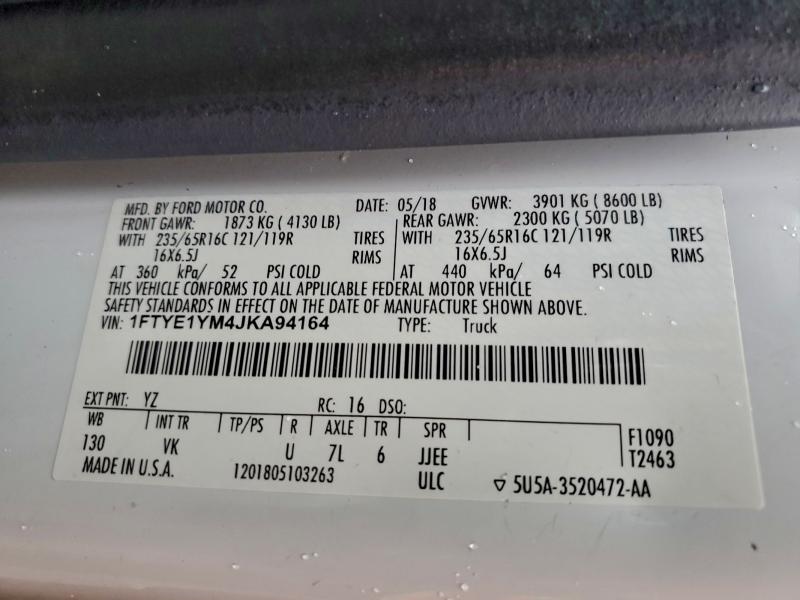 MFD. BY FORD MOTOR CO. DATE: 05/18 GVWR: 3901 KG ( 8600 LB)
FRONT GAWR: 1873 KG ( 4130 LB) REAR GAWR: 2300 KG ( 5070 LB)
WITH 235/65R16C 121/119R TIRES WITH 235/65R16C 121/119R TIRES
16X6.5J RIMS 16X6.5J RIMS
AT 360 kPa/ 52 PSI COLD AT 440 kPa/ 64 PSI COLD
THIS VEHICLE CONFORMS TO ALL APPLICABLE FEDERAL MOTOR VEHICLE
SAFETY STANDARDS IN EFFECT ON THE DATE OF MANUFACTURE SHOWN ABOVE.
VIN: 1FTYE1YM4JKA94164 TYPE: Truck
EXT PNT: YZ RC: 16 DSO:
WB INT TR TP/PS R AXLE TR SPR F1090
130 VK U 7L 6 JJEE T2463
MADE IN U.S.A. 1201805103263 ULC ▽ 5U5A-3520472-AA